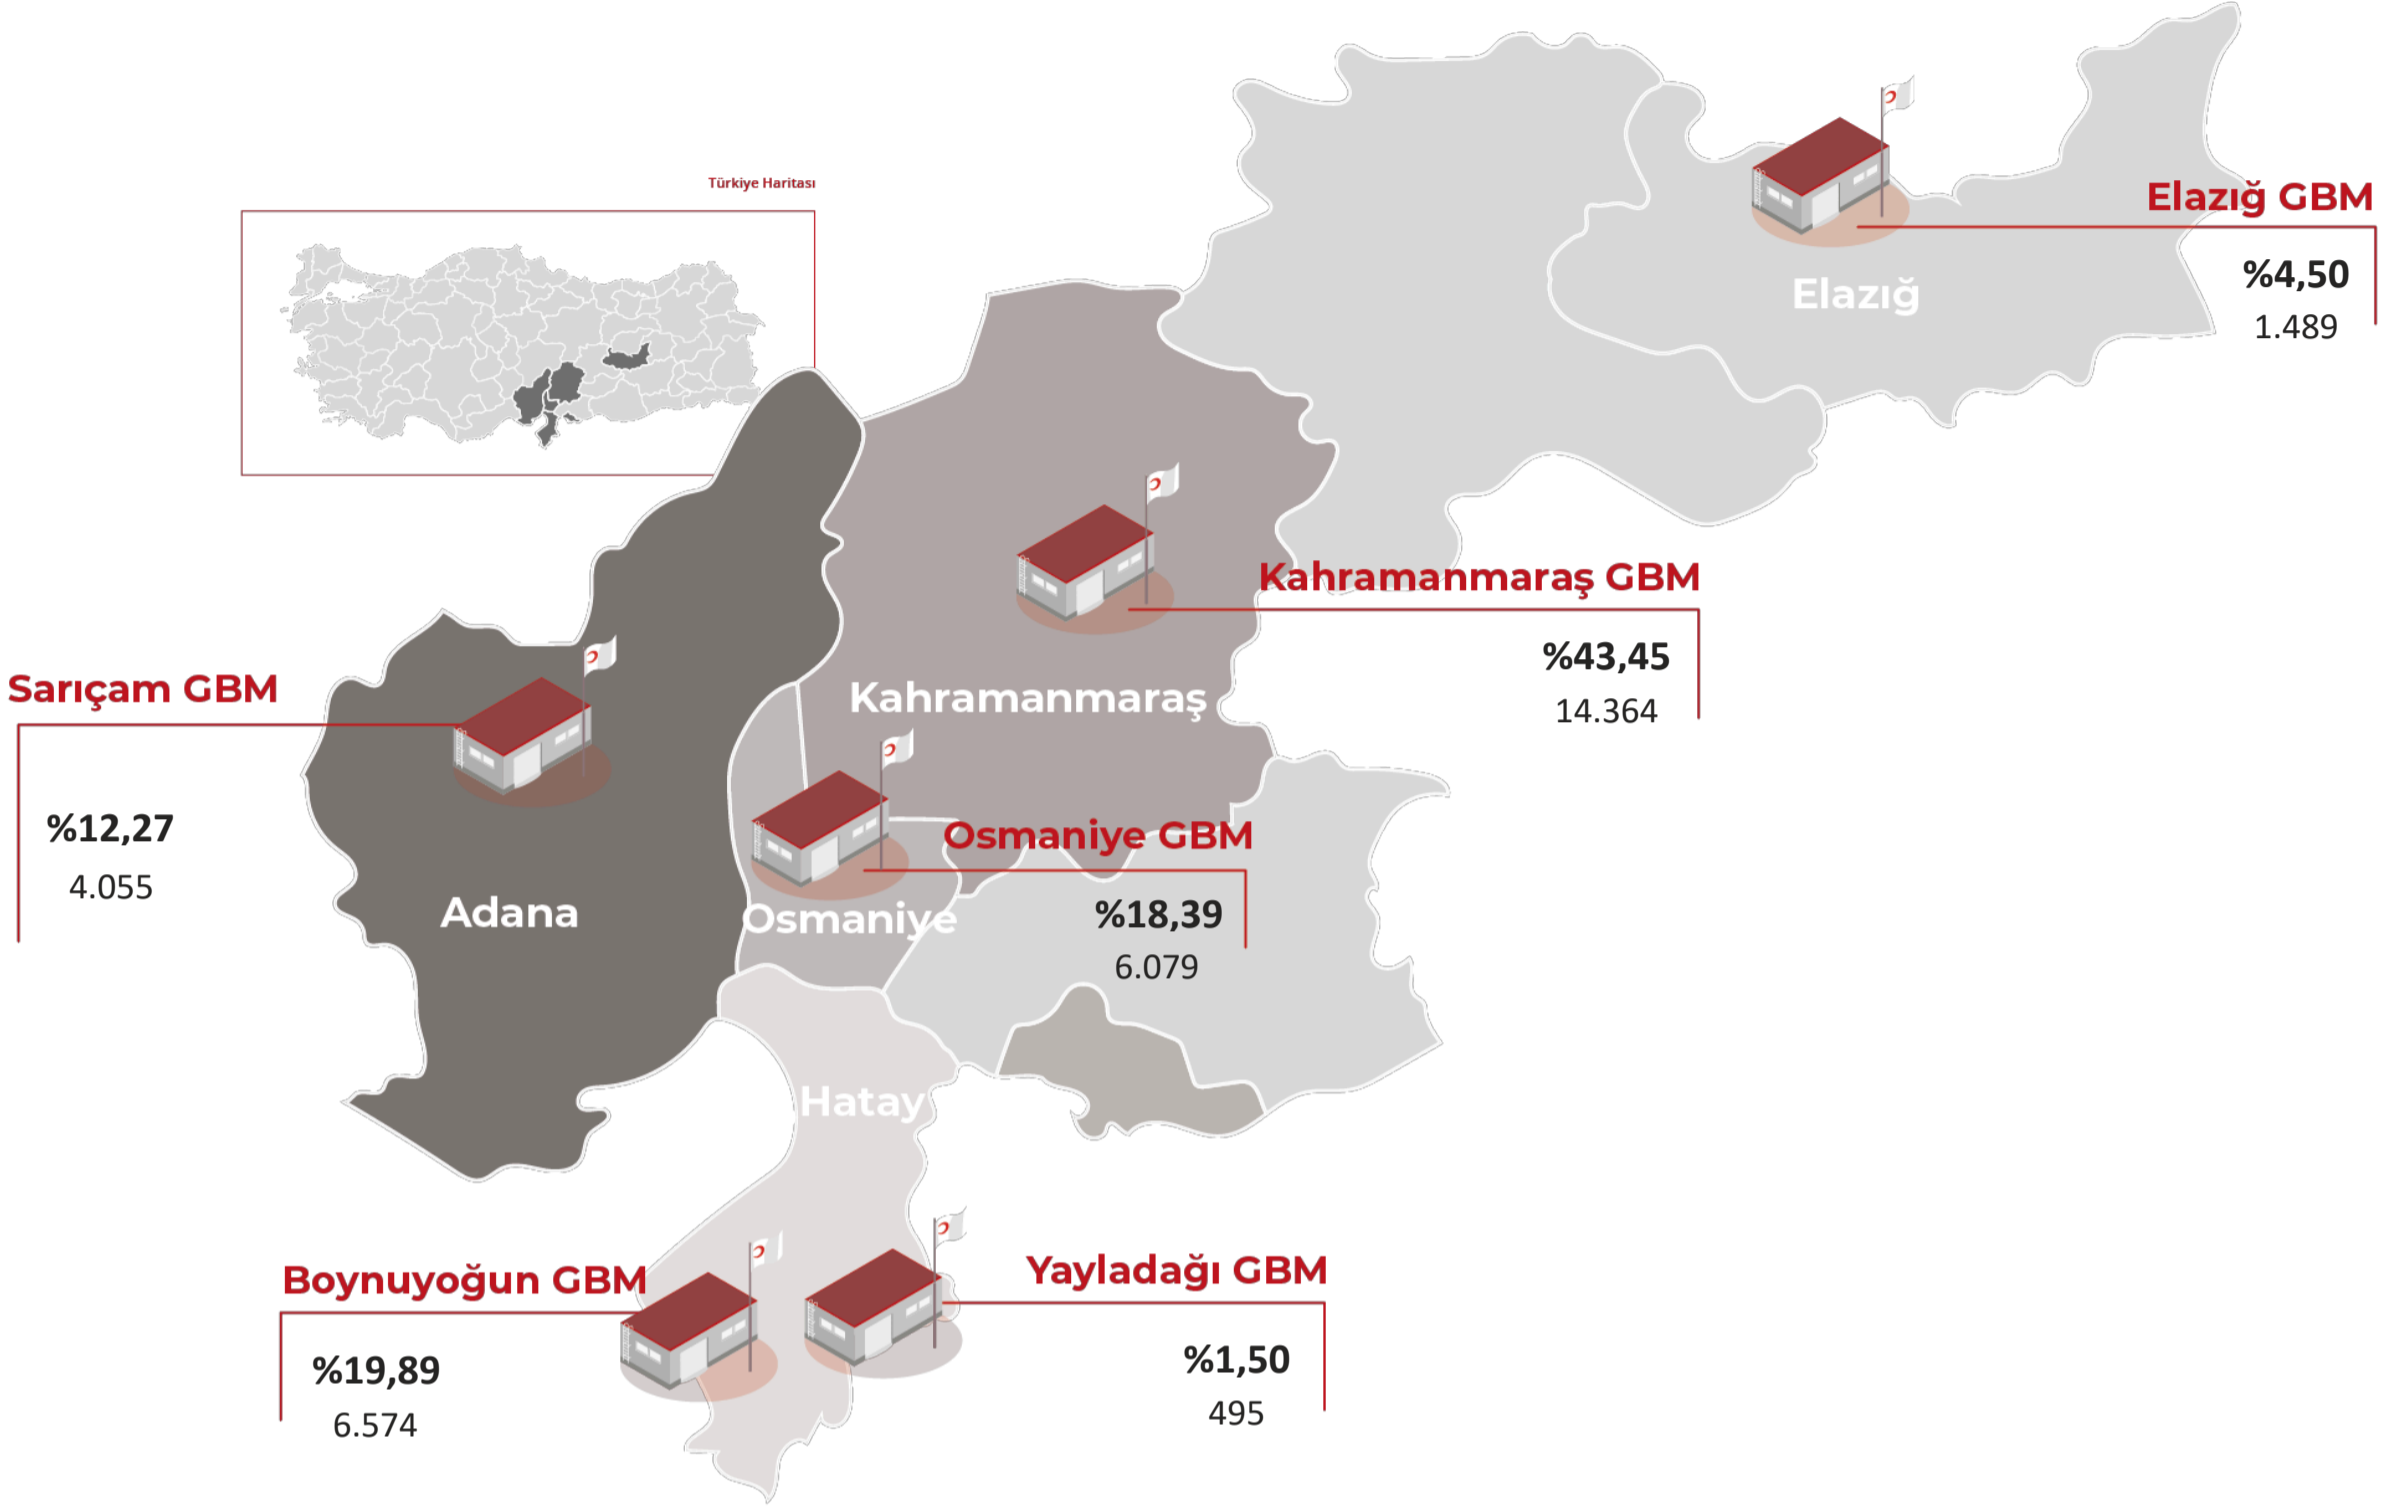 Türkiye Haritası
Elazığ GBM
%4,50
1.489
Elazığ
Kahramanmaraş GBM
%43,45
14.364
Kahramanmaraş
Sarıçam GBM
%12,27
4.055
Adana
Osmaniye GBM
%18,39
6.079
Osmaniye
Hatay
Boynuyoğun GBM
%19,89
6.574
Yayladağı GBM
%1,50
495